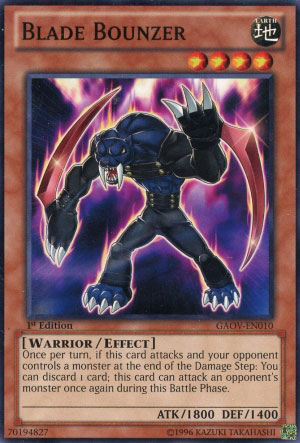 BLADE BOUNZER
EARTH
地
1st Edition
GAOV-EN010
[WARRIOR / EFFECT]
Once per turn, if this card attacks and your opponent
controls a monster at the end of the Damage Step: You
can discard 1 card; this card can attack an opponent's
monster once again during this Battle Phase.
ATK/1800 DEF/1400
70194827
©1996 KAZUKI TAKAHASHI